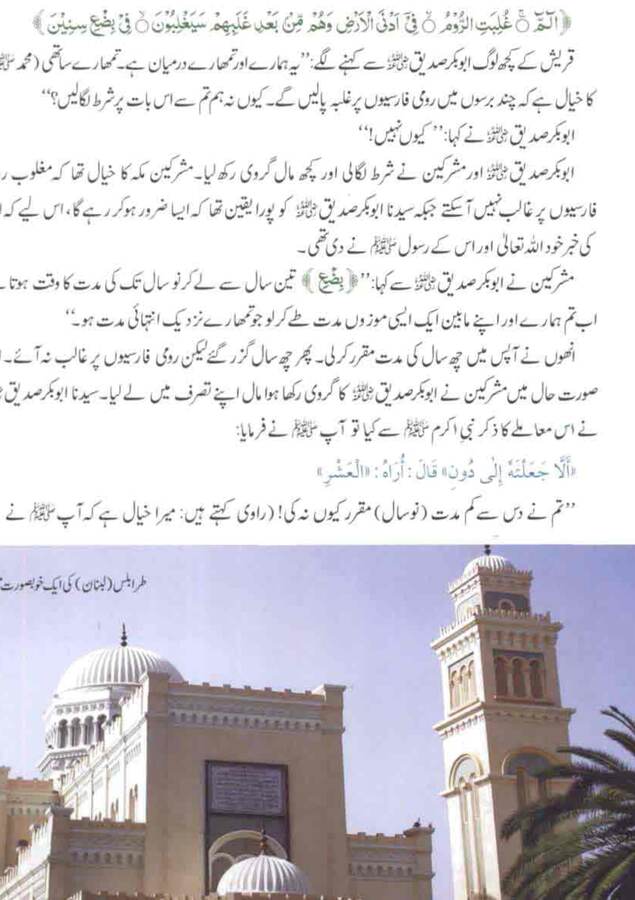 ﴿الٓمّٓ ۝ غُلِبَتِ الرُّوْمُ ۝ فِیْۤ اَدْنَی الْاَرْضِ وَهُمْ مِّنْۢ بَعْدِ غَلَبِهِمْ سَیَغْلِبُوْنَ ۝ فِیْ بِضْعِ سِنِیْنَ﴾
قریش کے کچھ لوگ ابوبکر صدیق رضی اللہ عنہ سے کہنے لگے: ’’یہ ہمارے اور تمھارے درمیان ہے۔ تمھارے ساتھی (محمد ﷺ
کا خیال ہے کہ چند برسوں میں رومی فارسیوں پر غلبہ پالیں گے۔ کیوں نہ ہم تم سے اس بات پر شرط لگالیں؟‘‘
ابوبکر صدیق رضی اللہ عنہ نے کہا: ’’کیوں نہیں!‘‘
ابوبکر صدیق رضی اللہ عنہ اور مشرکین نے شرط لگالی اور کچھ مال گروی رکھ لیا۔ مشرکین مکہ کا خیال تھا کہ مغلوب
فارسیوں پر غالب نہیں آسکتے جبکہ سیدنا ابوبکر صدیق رضی اللہ عنہ کو پورا یقین تھا کہ ایسا ضرور ہوکر رہے گا، اس لیے کہ
کی خبر خود اللہ تعالیٰ اور اس کے رسول ﷺ نے دی تھی۔
مشرکین نے ابوبکر صدیق رضی اللہ عنہ سے کہا: ’’﴿بِضْعِ﴾ تین سال سے لے کر نو سال تک کی مدت کا وقت ہوتا
اب تم ہمارے اور اپنے مابین ایک ایسی موزوں مدت طے کرلو جو تمھارے نزدیک انتہائی مدت ہو۔‘‘
انھوں نے آپس میں چھ سال کی مدت مقرر کرلی۔ پھر چھ سال گزر گئے لیکن رومی فارسیوں پر غالب نہ آئے۔
صورت حال میں مشرکین نے ابوبکر صدیق رضی اللہ عنہ کا گروی رکھا ہوا مال اپنے تصرف میں لے لیا۔ سیدنا ابوبکر صدیق
نے اس معاملے کا ذکر نبی اکرم ﷺ سے کیا تو آپ ﷺ نے فرمایا:
«أَلَّا جَعَلْتَهُ إِلٰى دُونِ» قَالَ: أُرَاهُ: «الْعَشْرِ»
’’تم نے دس سے کم مدت (نو سال) مقرر کیوں نہ کی! (راوی کہتے ہیں: میرا خیال ہے کہ آپ ﷺ نے
طرابلس (لبنان) کی ایک خوبصورت